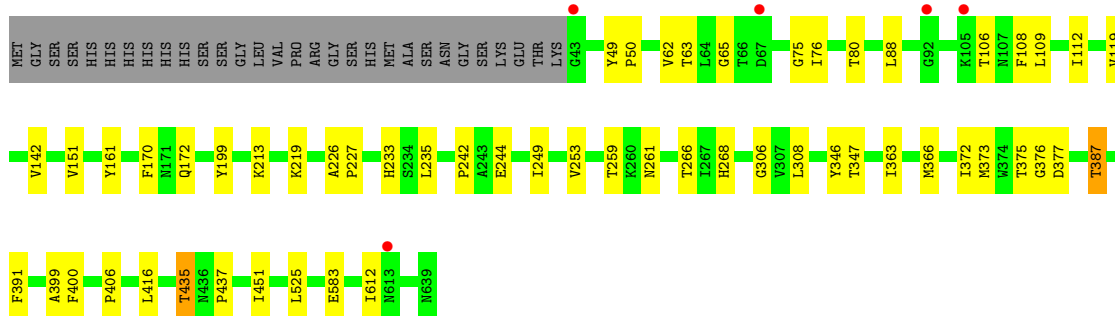 MET GLY SER SER HIS HIS HIS HIS HIS HIS SER SER GLY LEU VAL PRO ARG GLY SER HIS MET ALA SER ASN GLY SER LYS GLU THR LYS G43 Y49 P50 V62 T63 L64 G65 T66 D67 G75 I76 T80 L88 G92 K105 T106 N107 F108 L109 I112
V142 V151 Y161 F170 N171 Q172 Y199 K213 K219 A226 P227 H233 S234 L235 P242 A243 E244 I249 V253 T259 K260 N261 T266 I267 H268 G306 V307 L308 Y346 T347 I363 M366 I372 M373 W374 T375 G376 D377 T387
F391 A399 F400 P406 L416 T435 N436 P437 I451 L525 E583 I612 N613 N639